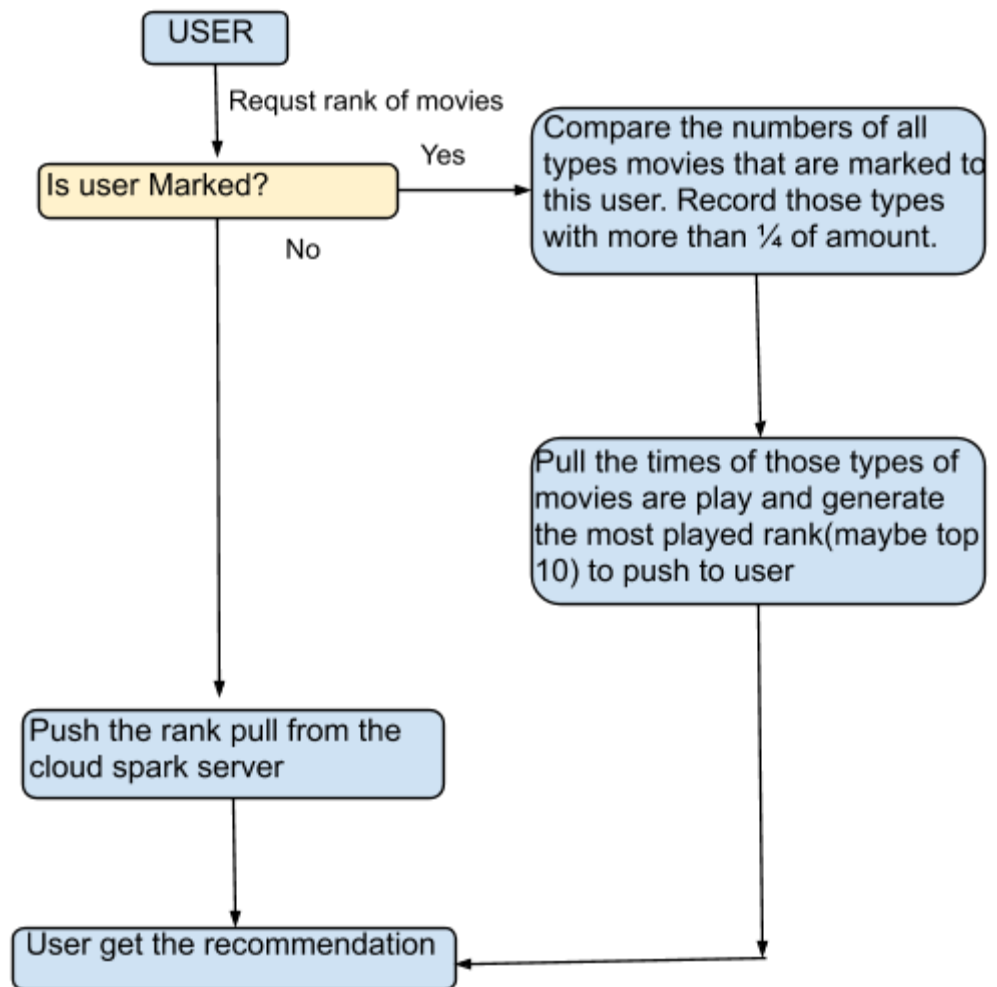 USER
Requst rank of movies
Is user Marked?
Yes
No
Compare the numbers of all
types movies that are marked to
this user. Record those types
with more than ¼ of amount.
Pull the times of those types of
movies are play and generate
the most played rank(maybe top
10) to push to user
Push the rank pull from the
cloud spark server
User get the recommendation